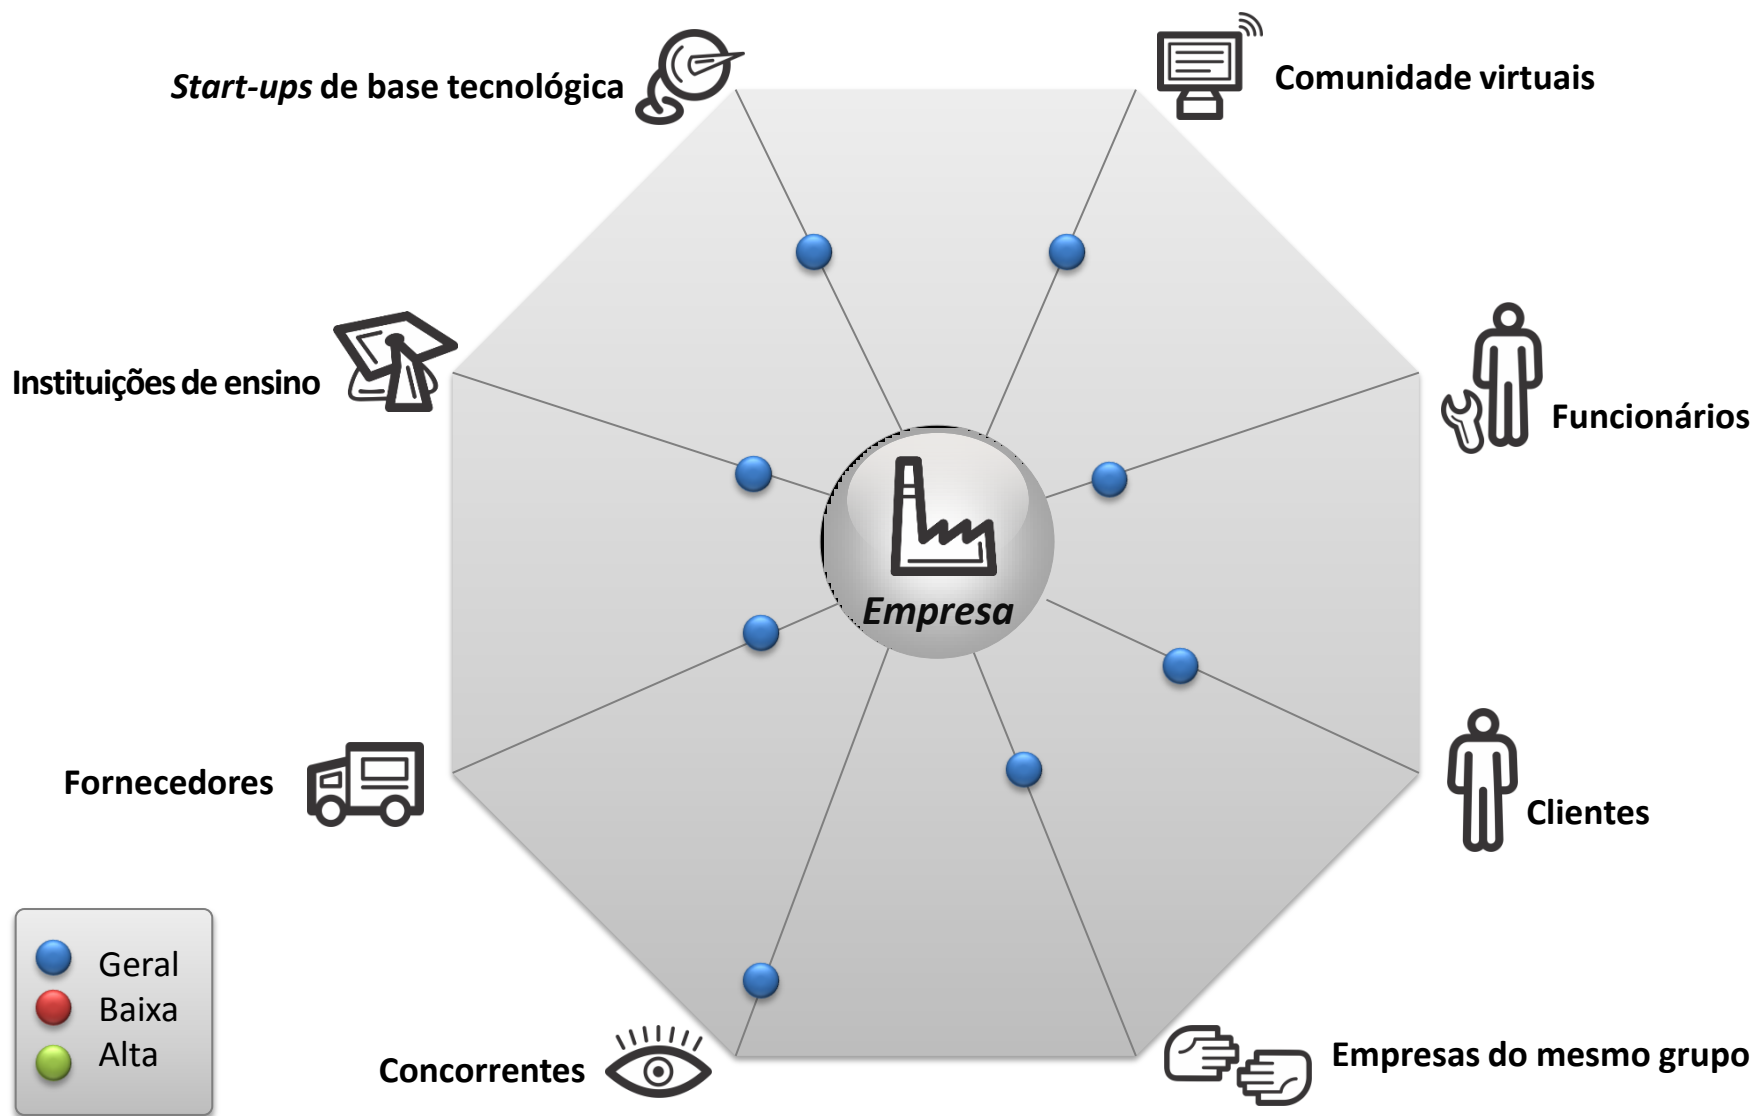 Start-ups de base tecnológica
Comunidade virtuais
Instituições de ensino
Funcionários
Empresa
Fornecedores
Clientes
Geral
Baixa
Alta
Concorrentes
Empresas do mesmo grupo